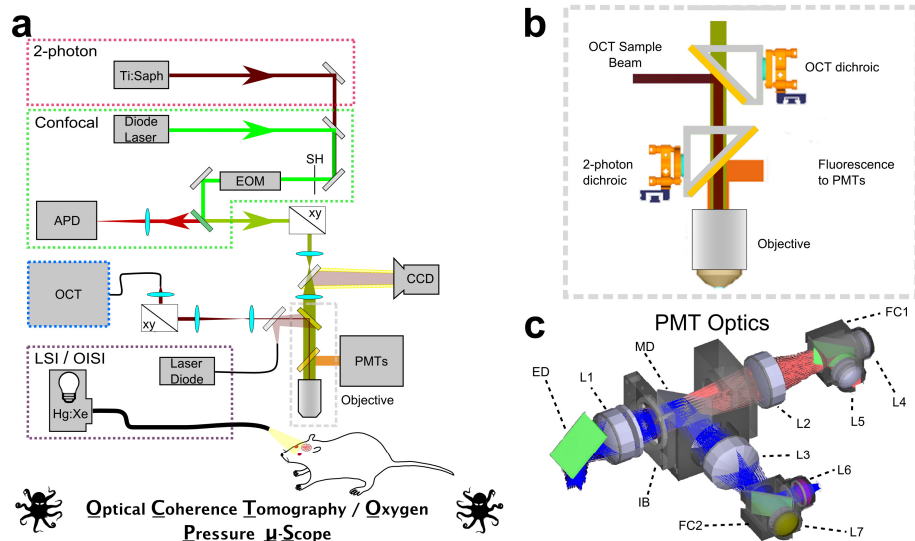 a
2-photon
Ti:Saph
Confocal
Diode
Laser
SH
EOM
APD
xy
OCT
CCD
xy
LSI / OISI
Laser
Diode
PMTs
Hg:Xe
Objective
Optical Coherence Tomography / Oxygen
Pressure µ-Scope
b
OCT Sample
Beam
OCT dichroic
2-photon
dichroic
Fluorescence
to PMTs
Objective
c
PMT Optics
FC1
MD
ED
L1
L4
L5
L2
L3
L6
IB
FC2
L7